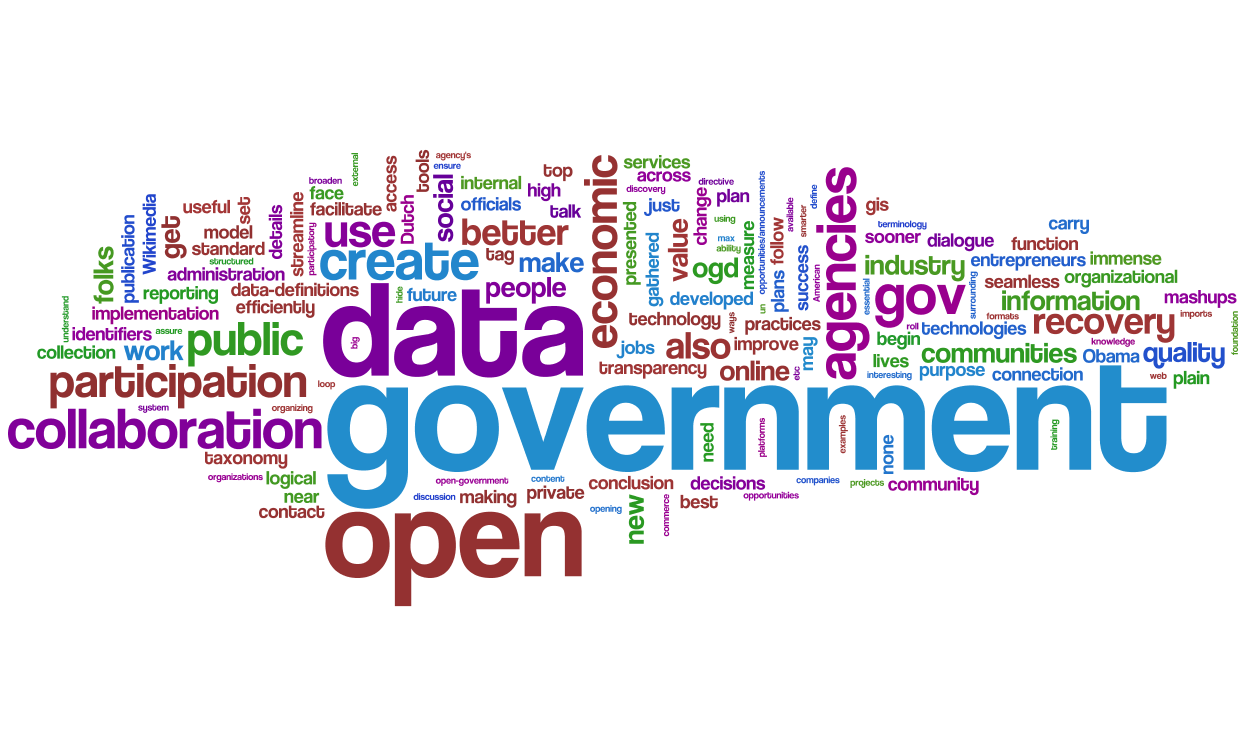 government
data
open
collaboration
participation
public
work
collection
identifiers
assure
understand
implementation
reporting
efficiently
data-definitions
administration
structured
standard
model
useful
set
get
Wikimedia
publication
folks
details
streamline
participatory
facilitate
face
broaden
external
access
Dutch
tools
agency's
ensure
social
internal
officials
high
top
talk
use
better
create
tag
make
people
future
hide
big
economic
services
across
discovery
directive
just
plan
change
using
presented
gathered
value
max
ability
ogd
measure
developed
opportunities/announcements
follow
plans
available
smarter
define
success
American
un
technology
ways
practices
jobs
also
improve
transparency
online
etc
may
agencies
gis
terminology
sooner
dialogue
carry
function
entrepreneurs
immense
industry
essential
gov
surrounding
seamless
organizational
information
mashups
formats
recovery
imports
foundation
roll
technologies
begin
knowledge
lives
communities
Obama
quality
interesting
purpose
connection
web
plain
loop
system
organizing
taxonomy
organizations
logical
near
contact
open-government
content
discussion
making
private
conclusion
opening
new
commerce
best
decisions
opportunities
companies
projects
community
need
platforms
examples
none
training